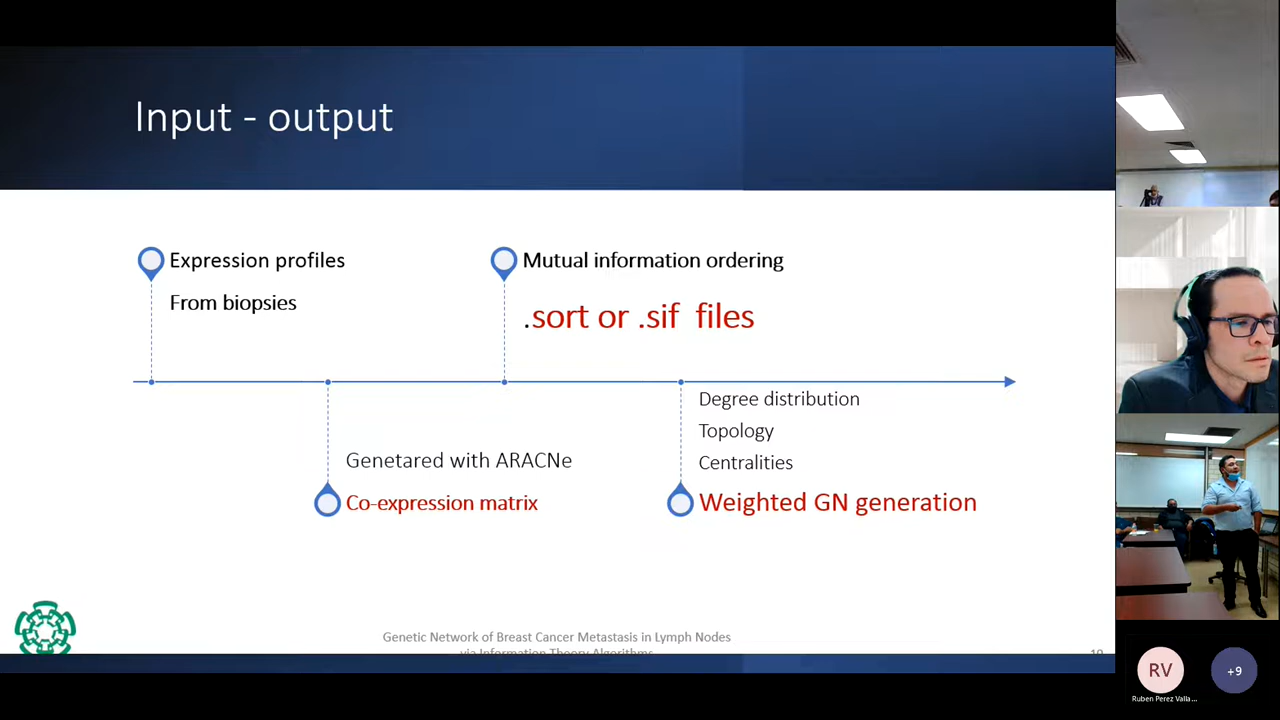 Input - output
Expression profiles
From biopsies
Mutual information ordering
.sort or .sif files
Genetared with ARACNe
Co-expression matrix
Degree distribution
Topology
Centralities
Weighted GN generation
Genetic Network of Breast Cancer Metastasis in Lymph Nodes
via Information Theory Algorithms
10
RV
+9
Ruben Perez Valla...